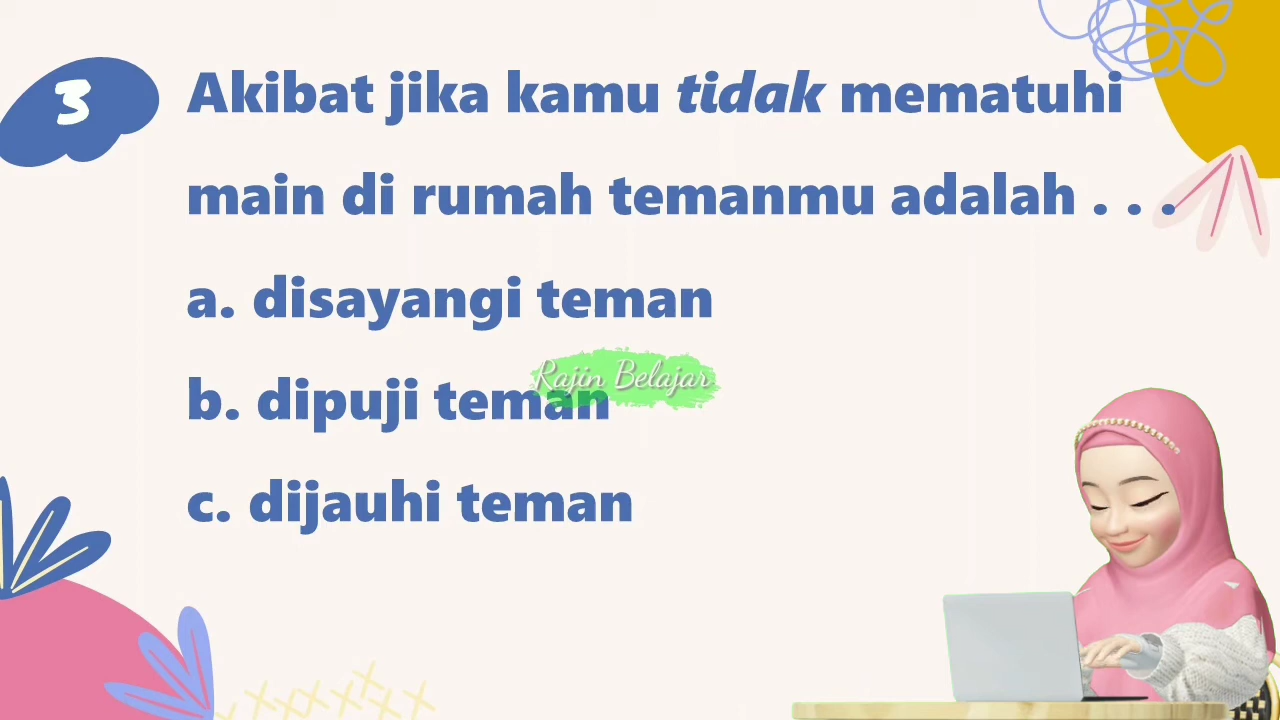 3
Akibat jika kamu tidak mematuhi
main di rumah temanmu adalah . . .
a. disayangi teman
Rajin Belajar
b. dipuji teman
c. dijauhi teman